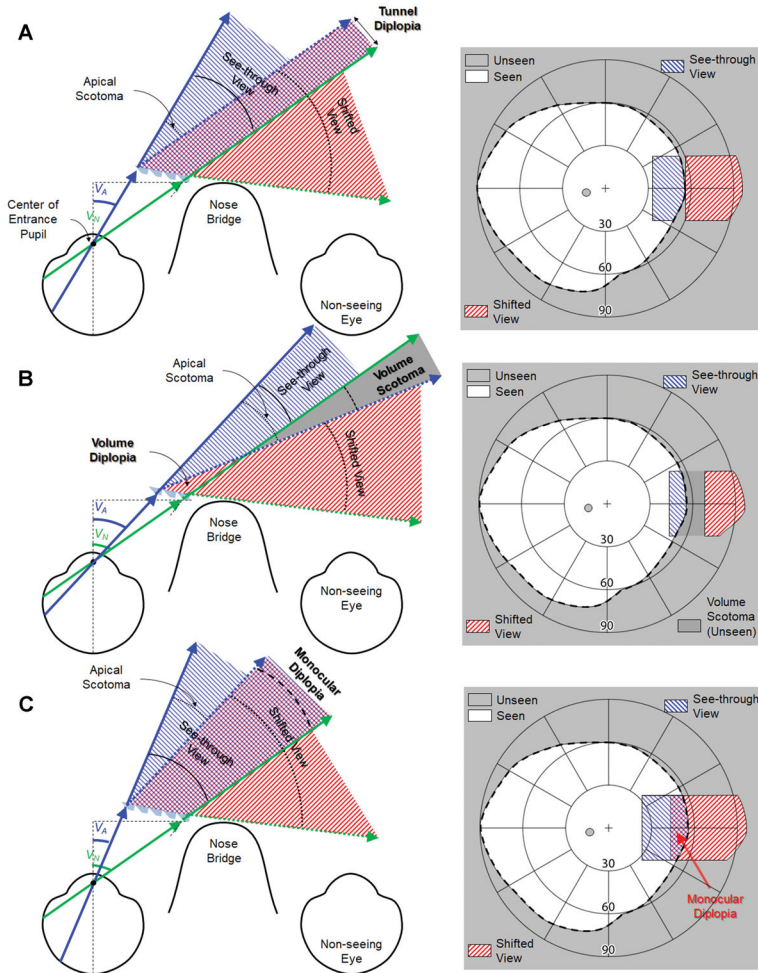 A
Tunnel
Diplopia
Apical
Scotoma
See-through
View
Shifted
View
V_A
V_N
Center of
Entrance
Pupil
Nose
Bridge
Non-seeing
Eye
Unseen
Seen
See-through
View
30
60
90
Shifted
View
B
Apical
Scotoma
See-through
View
Volume
Scotoma
Volume
Diplopia
Shifted View
V_A
V_N
Nose
Bridge
Non-seeing
Eye
Unseen
Seen
See-through
View
30
60
90
Shifted
View
Volume
Scotoma
(Unseen)
C
Apical
Scotoma
Monocular
Diplopia
See-through
View
Shifted View
V_A
V_N
Nose
Bridge
Non-seeing
Eye
Unseen
Seen
See-through
View
30
60
90
Monocular
Diplopia
Shifted
View